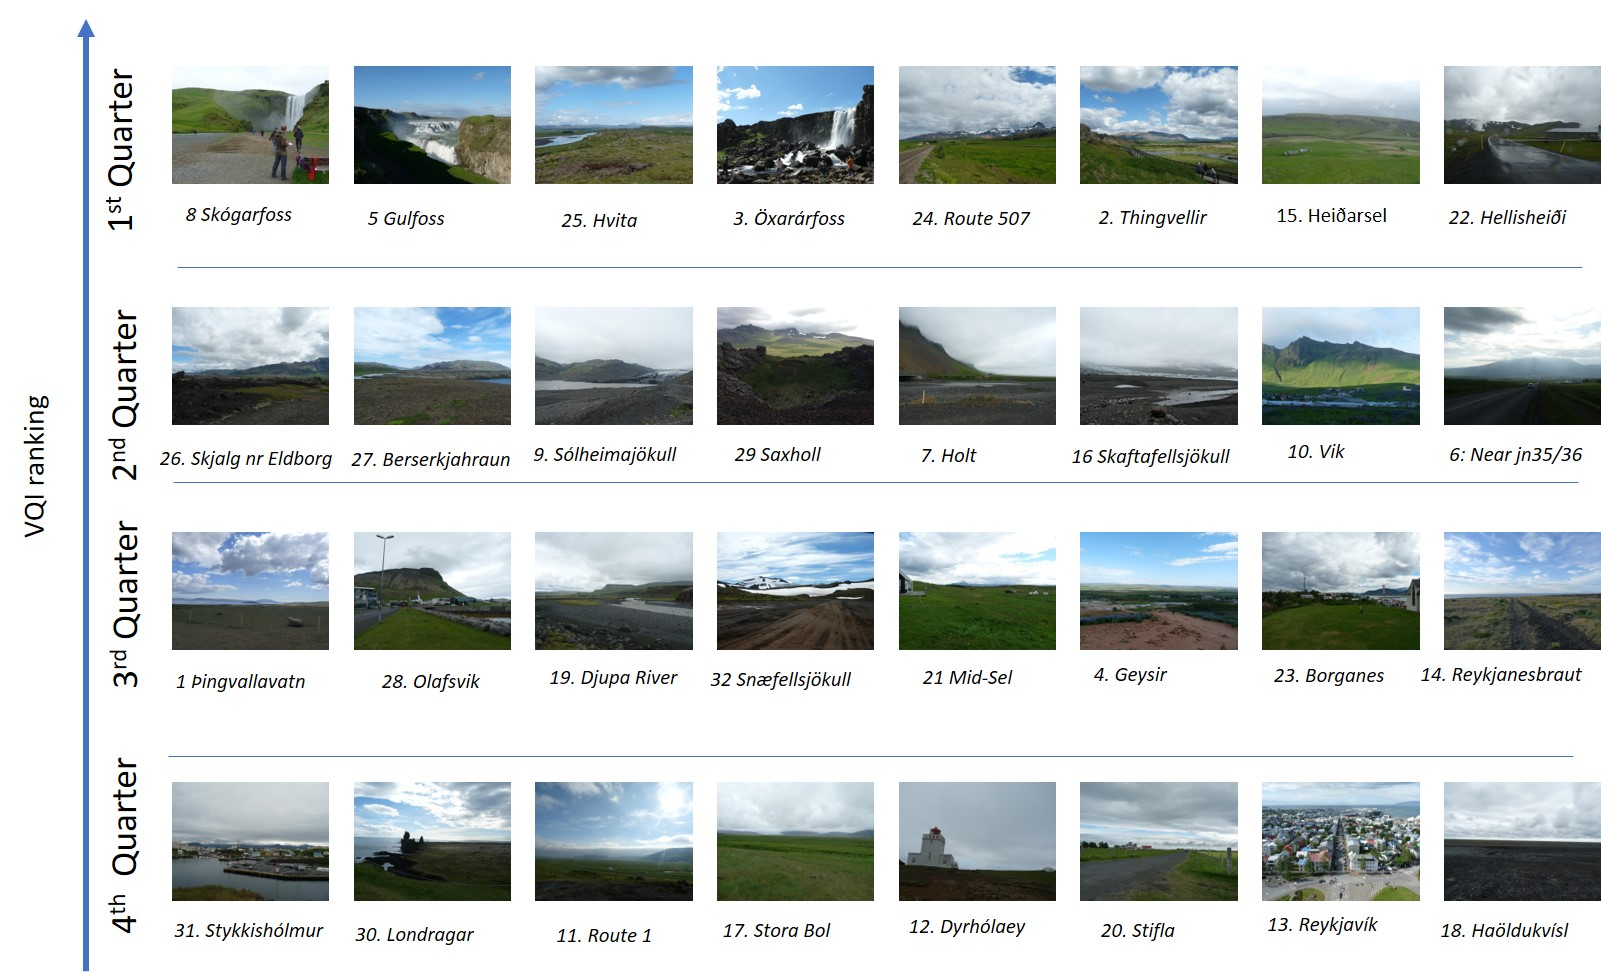 VQI ranking
1st Quarter
8 Skógarfoss
5 Gulfoss
25. Hvita
3. Öxarárfoss
24. Route 507
2. Thingvellir
15. Heiðarsel
22. Hellisheiði
2nd Quarter
26. Skjalg nr Eldborg
27. Berserkjahraun
9. Sólheimajökull
29 Saxholl
7. Holt
16 Skaftafellsjökull
10. Vik
6: Near jn35/36
3rd Quarter
1 Þingvallavatn
28. Olafsvik
19. Djupa River
32 Snæfellsjökull
21 Mid-Sel
4. Geysir
23. Borganes
14. Reykjanesbraut
4th Quarter
31. Stykkishólmur
30. Londragar
11. Route 1
17. Stora Bol
12. Dyrhólaey
20. Stifla
13. Reykjavík
18. Haöldukvísl